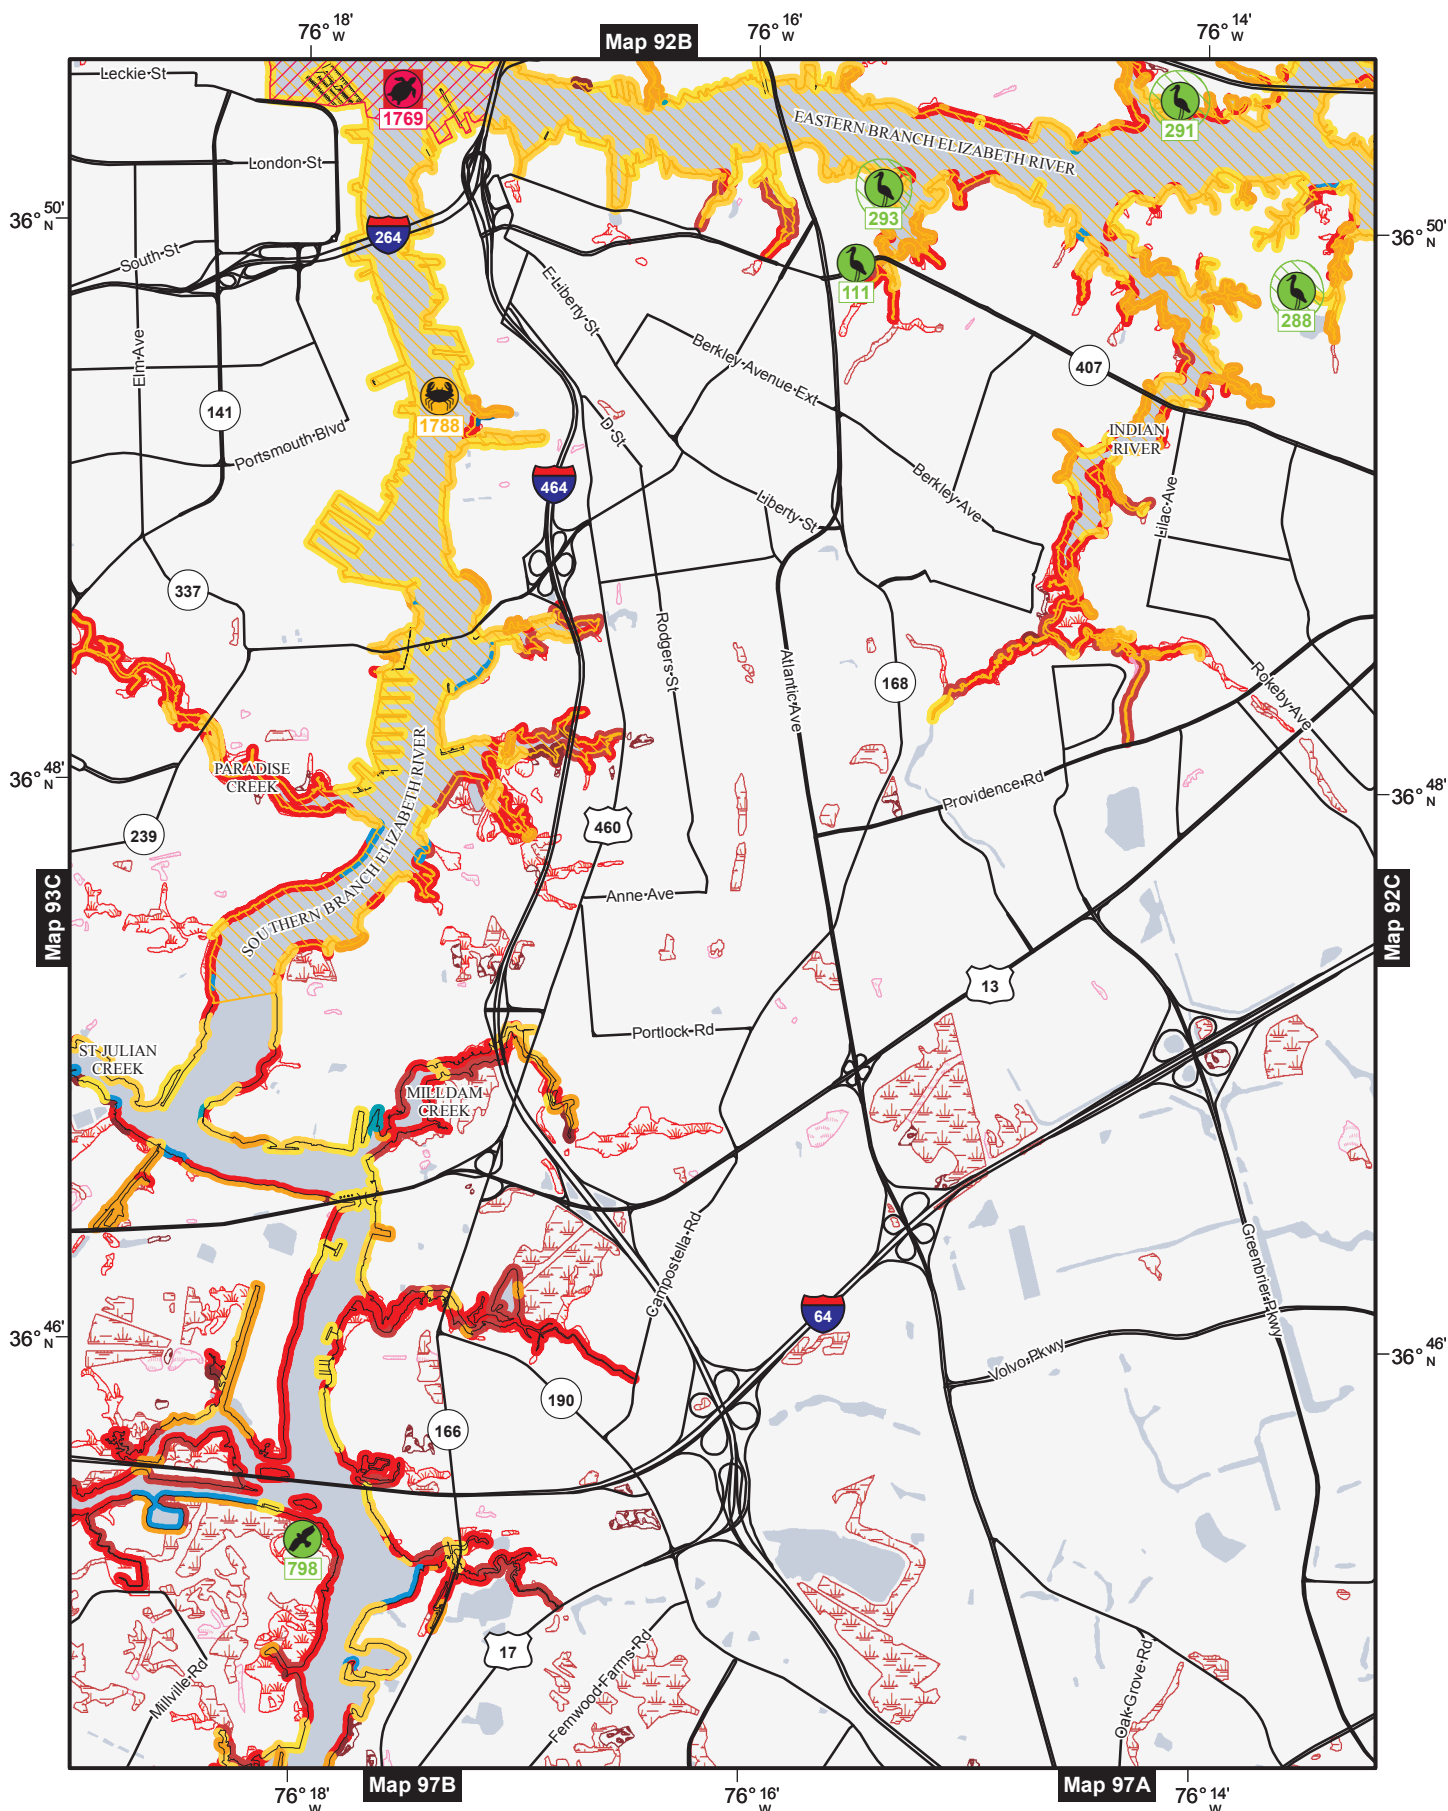 76° 18' W
Map 92B
76° 16' W
76° 14' W
Leckie St
1769
291
EASTERN BRANCH ELIZABETH RIVER
London St
293
36° 50' N
264
36° 50' N
South St
111
288
E Liberty St
Elm Ave
Berkley Avenue Ext
407
141
1788
D St
INDIAN
RIVER
Portsmouth Blvd
464
Berkley Ave
Liberty St
Lilac Ave
337
Rodgers St
Atlantic Ave
168
Rokeby Ave
PARADISE
CREEK
36° 48' N
Providence Rd
36° 48' N
239
460
SOUTHERN BRANCH ELIZABETH RIVER
Anne Ave
Map 93C
Map 92C
13
Portlock Rd
ST JULIAN
CREEK
MILLDAM
CREEK
Campostella Rd
Greenbrier Pkwy
64
36° 46' N
36° 46' N
Volvo Pkwy
190
166
798
17
Millville Rd
Fernwood Farms Rd
Oak Grove Rd
Map 97B
Map 97A
76° 18' W
76° 16' W
76° 14' W